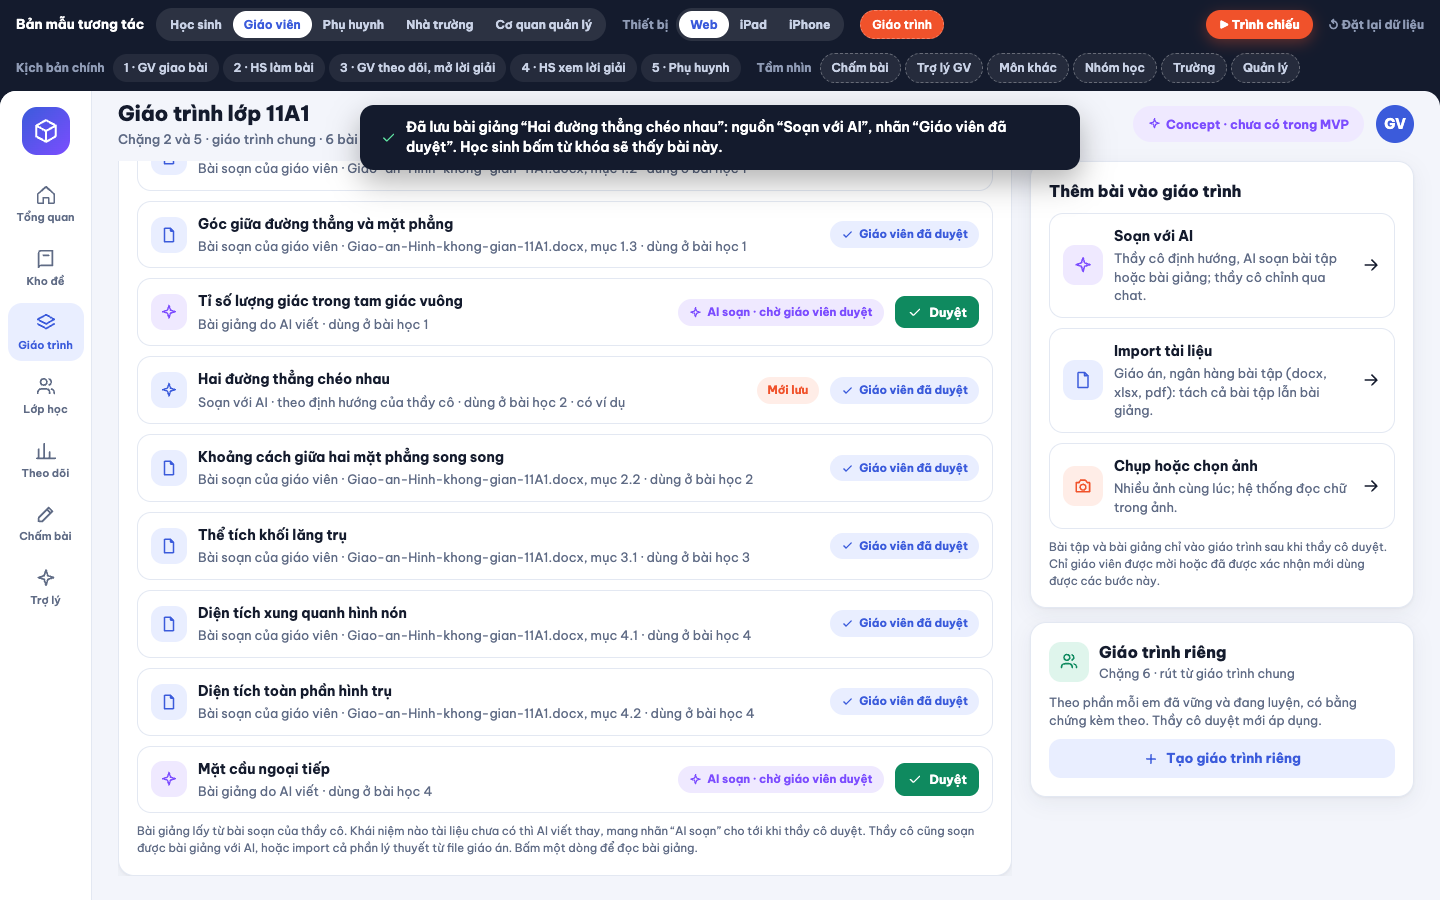 Bản mẫu tương tác
Học sinh
Giáo viên
Phụ huynh
Nhà trường
Cơ quan quản lý
Thiết bị
Web
iPad
iPhone
Giáo trình
Trình chiếu
Đặt lại dữ liệu
Kịch bản chính
1 · GV giao bài
2 · HS làm bài
3 · GV theo dõi, mở lời giải
4 · HS xem lời giải
5 · Phụ huynh
Tầm nhìn
Chấm bài
Trợ lý GV
Môn khác
Nhóm học
Trường
Quản lý
Giáo trình lớp 11A1
Chặng 2 và 5 · giáo trình chung · 6 bài
Đã lưu bài giảng “Hai đường thẳng chéo nhau”: nguồn “Soạn với AI”, nhãn “Giáo viên đã
duyệt”. Học sinh bấm từ khóa sẽ thấy bài này.
Concept · chưa có trong MVP
GV
Tổng quan
Kho đề
Giáo trình
Lớp học
Theo dõi
Chấm bài
Trợ lý
Bài soạn của giáo viên · Giao-an-Hinh-khong-gian-11A1.docx, mục 1.2 · dùng ở bài học 1
Góc giữa đường thẳng và mặt phẳng
Bài soạn của giáo viên · Giao-an-Hinh-khong-gian-11A1.docx, mục 1.3 · dùng ở bài học 1
Giáo viên đã duyệt
Tỉ số lượng giác trong tam giác vuông
Bài giảng do AI viết · dùng ở bài học 1
AI soạn · chờ giáo viên duyệt
Duyệt
Hai đường thẳng chéo nhau
Soạn với AI · theo định hướng của thầy cô · dùng ở bài học 2 · có ví dụ
Mới lưu
Giáo viên đã duyệt
Khoảng cách giữa hai mặt phẳng song song
Bài soạn của giáo viên · Giao-an-Hinh-khong-gian-11A1.docx, mục 2.2 · dùng ở bài học 2
Giáo viên đã duyệt
Thể tích khối lăng trụ
Bài soạn của giáo viên · Giao-an-Hinh-khong-gian-11A1.docx, mục 3.1 · dùng ở bài học 3
Giáo viên đã duyệt
Diện tích xung quanh hình nón
Bài soạn của giáo viên · Giao-an-Hinh-khong-gian-11A1.docx, mục 4.1 · dùng ở bài học 4
Giáo viên đã duyệt
Diện tích toàn phần hình trụ
Bài soạn của giáo viên · Giao-an-Hinh-khong-gian-11A1.docx, mục 4.2 · dùng ở bài học 4
Giáo viên đã duyệt
Mặt cầu ngoại tiếp
Bài giảng do AI viết · dùng ở bài học 4
AI soạn · chờ giáo viên duyệt
Duyệt
Bài giảng lấy từ bài soạn của thầy cô. Khái niệm nào tài liệu chưa có thì AI viết thay, mang nhãn “AI soạn” cho tới khi thầy cô duyệt. Thầy cô cũng soạn
được bài giảng với AI, hoặc import cả phần lý thuyết từ file giáo án. Bấm một dòng để đọc bài giảng.
Thêm bài vào giáo trình
Soạn với AI
Thầy cô định hướng, AI soạn bài tập
hoặc bài giảng; thầy cô chỉnh qua
chat.
Import tài liệu
Giáo án, ngân hàng bài tập (docx,
xlsx, pdf): tách cả bài tập lẫn bài
giảng.
Chụp hoặc chọn ảnh
Nhiều ảnh cùng lúc; hệ thống đọc chữ
trong ảnh.
Bài tập và bài giảng chỉ vào giáo trình sau khi thầy cô duyệt.
Chỉ giáo viên được mời hoặc đã được xác nhận mới dùng
được các bước này.
Giáo trình riêng
Chặng 6 · rút từ giáo trình chung
Theo phần mỗi em đã vững và đang luyện, có bằng
chứng kèm theo. Thầy cô duyệt mới áp dụng.
Tạo giáo trình riêng